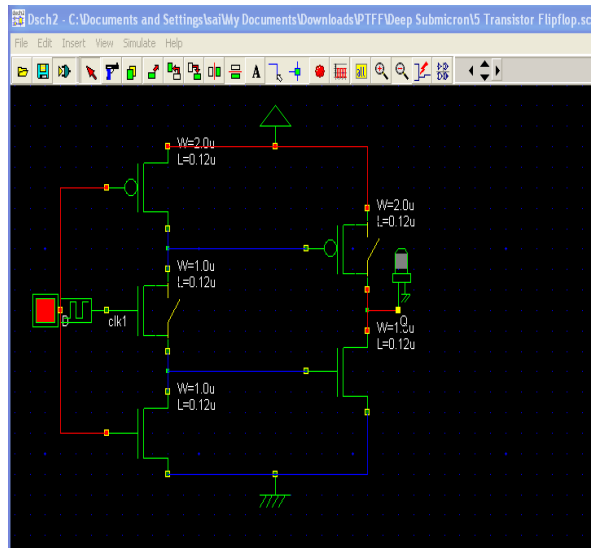 Dsch2 - C:\Documents and Settings\sai\My Documents\Downloads\PTFF\Deep Submicron\5 Transistor Flipflop.sc
File Edit Insert View Simulate Help
W=2.0u
L=0.12u
W=2.0u
L=0.12u
W=1.0u
L=0.12u
D
clk1
Q
W=1.0u
L=0.12u
W=1.0u
L=0.12u